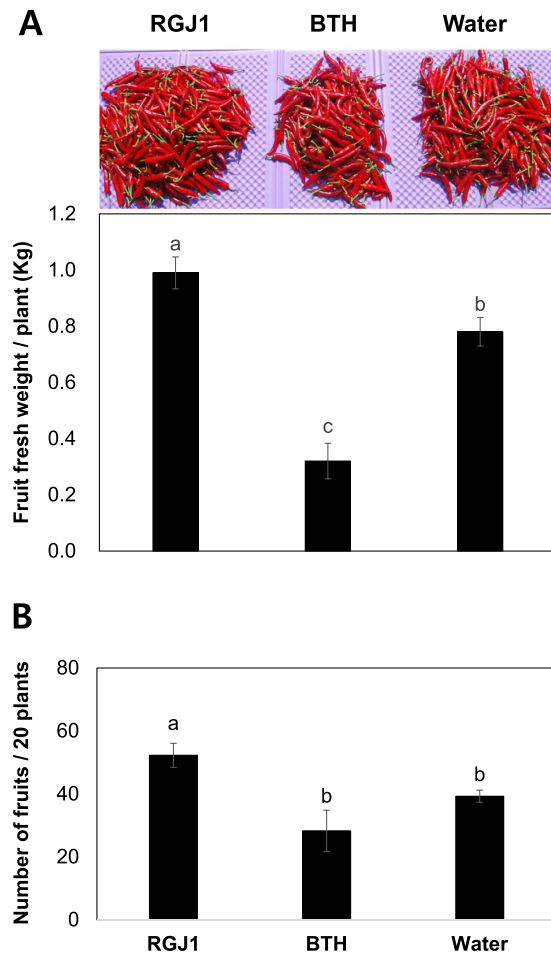 A
RGJ1 BTH Water
Fruit fresh weight / plant (Kg)
1.2
1.0
0.8
0.6
0.4
0.2
0.0
a
c
b
B
Number of fruits / 20 plants
80
60
40
20
0
a
b
b
RGJ1 BTH Water